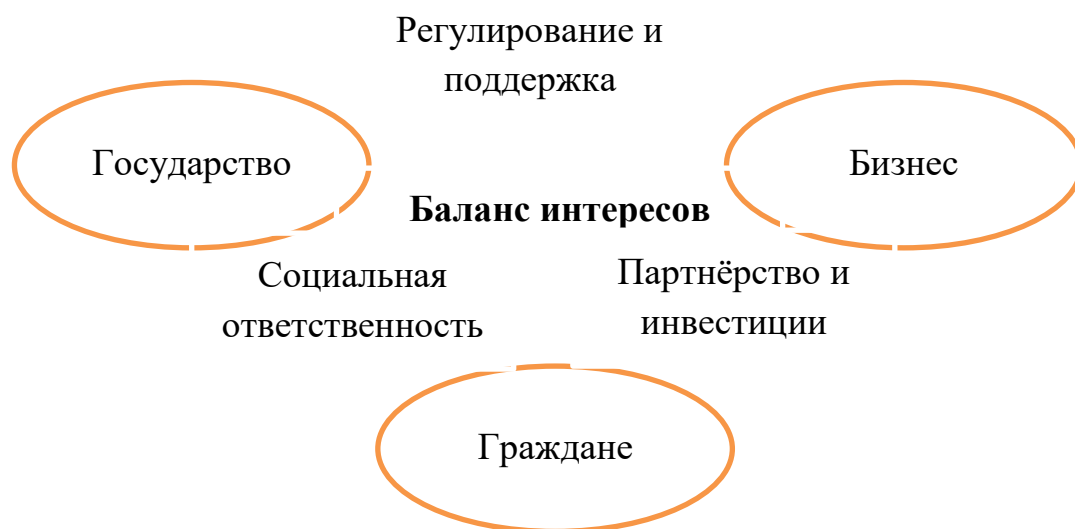 Регулирование и
поддержка
Государство
Бизнес
Баланс интересов
Социальная
ответственность
Партнёрство и
инвестиции
Граждане